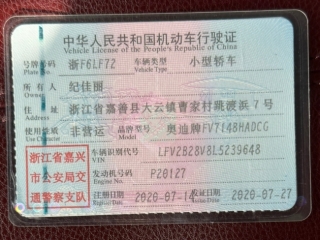 中华人民共和国机动车行驶证
Vehicle License of the People's Republic of China
号牌号码 浙F6LF72 车辆类型 小型轿车
Plate No. Vehicle Type
所有人 纪佳丽
Owner
住址 浙江省嘉善县大云镇曹家村跳渡浜7号
Address
使用性质 非营运 品牌型号 奥迪牌FV7148HADCG
Model
浙江省嘉兴
市公安局交
通警察支队
车辆识别代号 LFV2B28V8L5239648
VIN
发动机号码 P20127
Engine No.
注册日期 2020-07-14 发证日期 2020-07-27